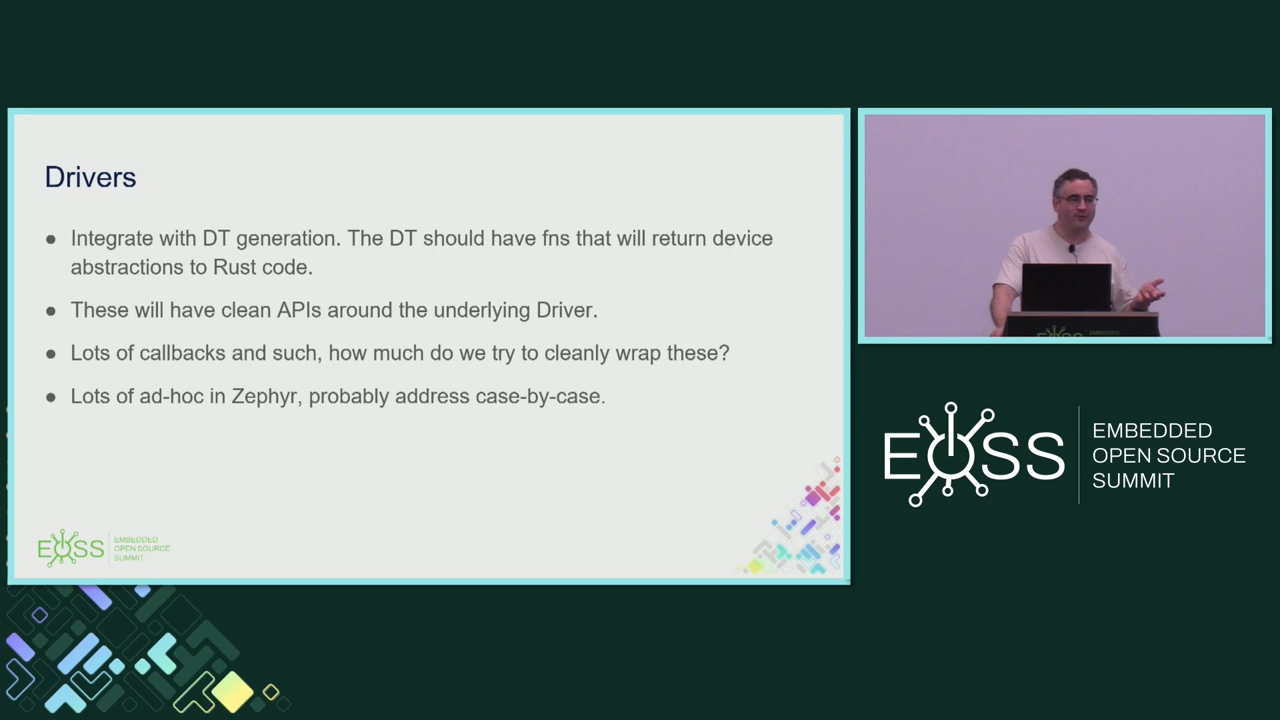 Drivers
● Integrate with DT generation. The DT should have fns that will return device
abstractions to Rust code.
● These will have clean APIs around the underlying Driver.
● Lots of callbacks and such, how much do we try to cleanly wrap these?
● Lots of ad-hoc in Zephyr, probably address case-by-case.
EOSS
EMBEDDED
OPEN SOURCE
SUMMIT
EOSS
EMBEDDED
OPEN SOURCE
SUMMIT